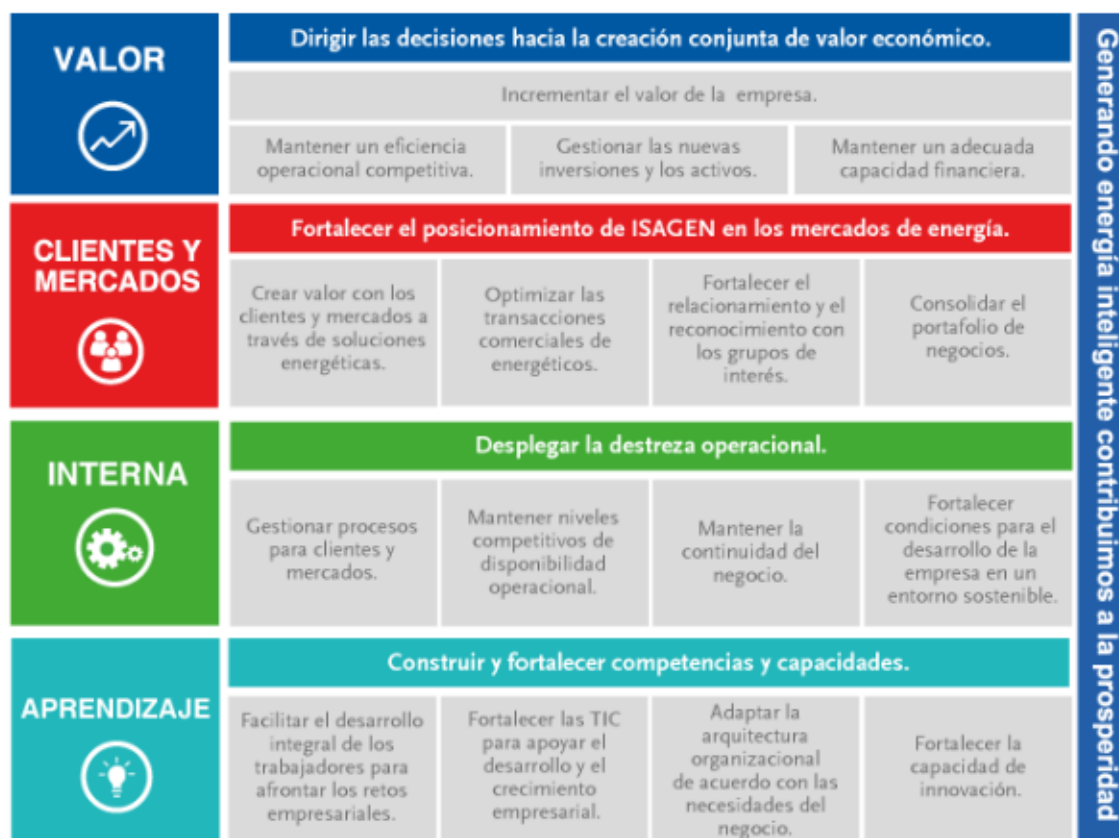 VALOR
Dirigir las decisiones hacia la creación conjunta de valor económico.
Incrementar el valor de la empresa.
Mantener un eficiencia
operacional competitiva.
Gestionar las nuevas
inversiones y los activos.
Mantener un adecuada
capacidad financiera.
CLIENTES Y
MERCADOS
Fortalecer el posicionamiento de ISAGEN en los mercados de energía.
Crear valor con los
clientes y mercados a
través de soluciones
energéticas.
Optimizar las
transacciones
comerciales de
energéticos.
Fortalecer el
relacionamiento y el
reconocimiento con
los grupos de
interés.
Consolidar el
portafolio de
negocios.
INTERNA
Desplegar la destreza operacional.
Gestionar procesos
para clientes y
mercados.
Mantener niveles
competitivos de
disponibilidad
operacional.
Mantener la
continuidad del
negocio.
Fortalecer
condiciones para el
desarrollo de la
empresa en un
entorno sostenible.
APRENDIZAJE
Construir y fortalecer competencias y capacidades.
Facilitar el desarrollo
integral de los
trabajadores para
afrontar los retos
empresariales.
Fortalecer las TIC
para apoyar el
desarrollo y el
crecimiento
empresarial.
Adaptar la
arquitectura
organizacional
de acuerdo con las
necesidades del
negocio.
Fortalecer la
capacidad de
innovación.
Generando energía inteligente contribuimos a la prosperidad